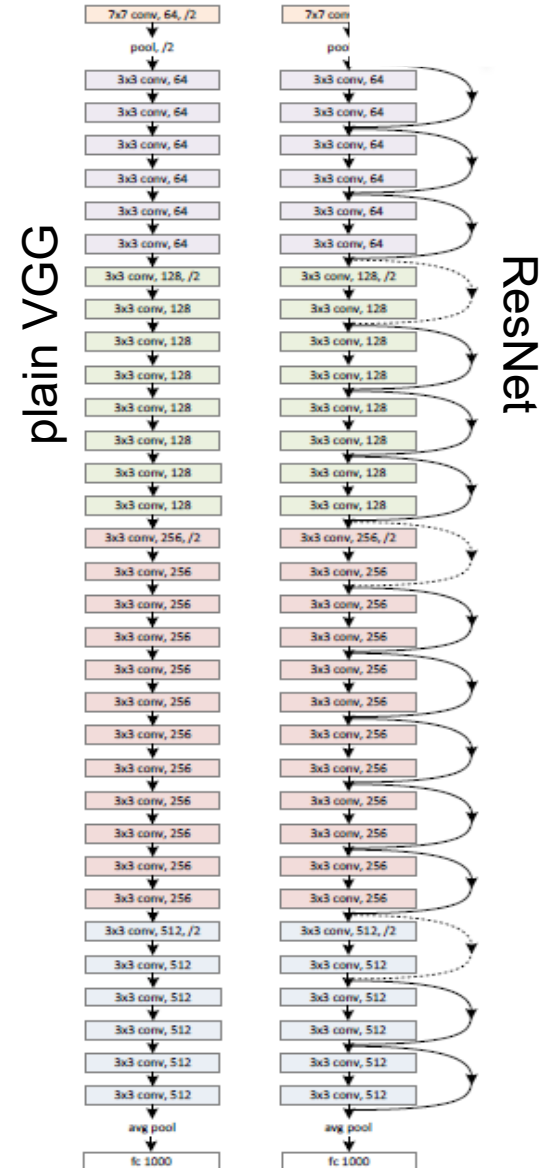 plain VGG
7x7 conv, 64, /2
pool, /2
3x3 conv, 64
3x3 conv, 64
3x3 conv, 64
3x3 conv, 64
3x3 conv, 64
3x3 conv, 64
3x3 conv, 128, /2
3x3 conv, 128
3x3 conv, 128
3x3 conv, 128
3x3 conv, 128
3x3 conv, 128
3x3 conv, 128
3x3 conv, 128
3x3 conv, 256, /2
3x3 conv, 256
3x3 conv, 256
3x3 conv, 256
3x3 conv, 256
3x3 conv, 256
3x3 conv, 256
3x3 conv, 256
3x3 conv, 256
3x3 conv, 256
3x3 conv, 256
3x3 conv, 256
3x3 conv, 512, /2
3x3 conv, 512
3x3 conv, 512
3x3 conv, 512
3x3 conv, 512
3x3 conv, 512
avg pool
fc 1000
7x7 con
poo
3x3 conv, 64
3x3 conv, 64
3x3 conv, 64
3x3 conv, 64
3x3 conv, 64
3x3 conv, 64
3x3 conv, 128, /2
3x3 conv, 128
3x3 conv, 128
3x3 conv, 128
3x3 conv, 128
3x3 conv, 128
3x3 conv, 128
3x3 conv, 128
3x3 conv, 256, /2
3x3 conv, 256
3x3 conv, 256
3x3 conv, 256
3x3 conv, 256
3x3 conv, 256
3x3 conv, 256
3x3 conv, 256
3x3 conv, 256
3x3 conv, 256
3x3 conv, 256
3x3 conv, 256
3x3 conv, 512, /2
3x3 conv, 512
3x3 conv, 512
3x3 conv, 512
3x3 conv, 512
3x3 conv, 512
avg pool
fc 1000
ResNet